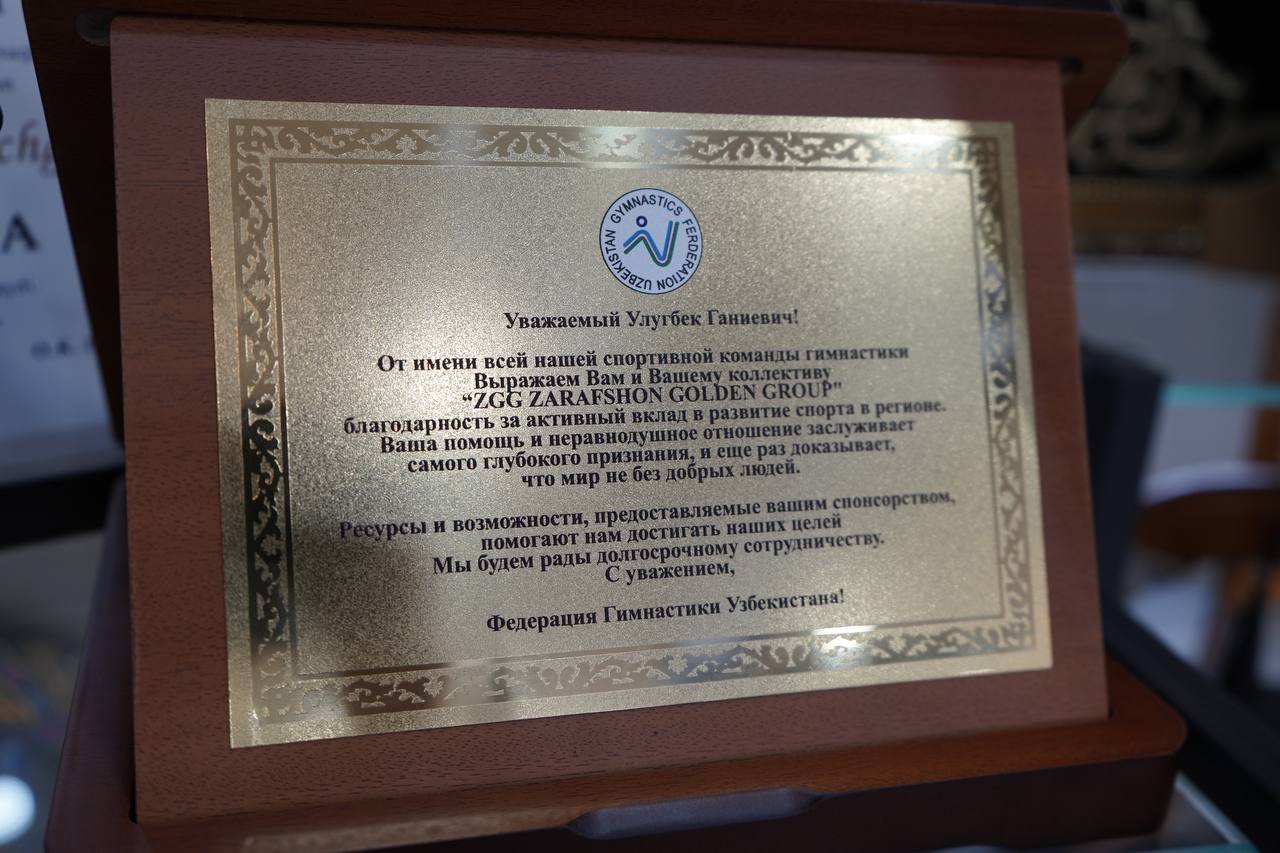 UZBEKISTAN GYMNASTICS FERDERATION
Уважаемый Улугбек Ганиевич!
От имени всей нашей спортивной команды гимнастики
Выражаем Вам и Вашему коллективу
“ZGG ZARAFSHON GOLDEN GROUP"
благодарность за активный вклад в развитие спорта в регионе.
Ваша помощь и неравнодушное отношение заслуживает
самого глубокого признания, и еще раз доказывает,
что мир не без добрых людей.
Ресурсы и возможности, предоставляемые вашим спонсорством,
помогают нам достигать наших целей
Мы будем рады долгосрочному сотрудничеству.
С уважением,
Федерация Гимнастики Узбекистана!